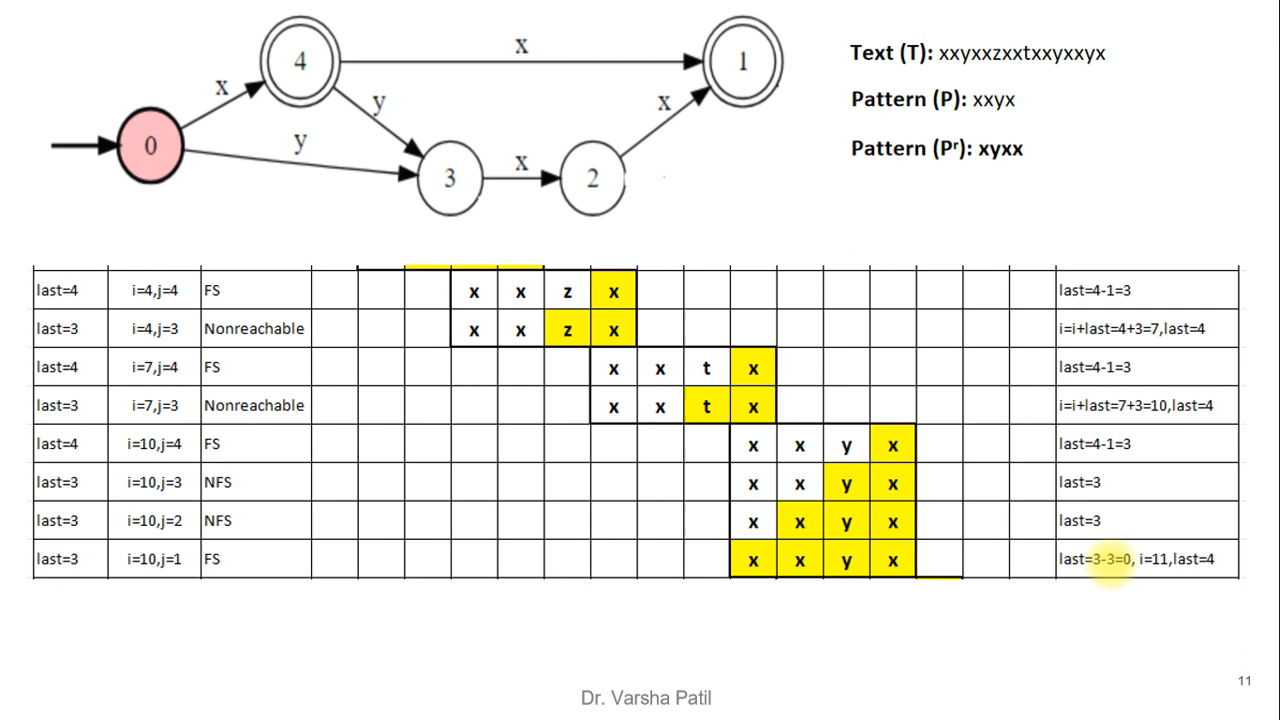 x
4
1
Text (T): xxyxxzxxtxxyxxyx
x
y
x
Pattern (P): xxyx
0
y
x
Pattern (Pʳ): xyxx
3
2
last=4 i=4,j=4 FS x x z x last=4-1=3
last=3 i=4,j=3 Nonreachable x x z x i=i+last=4+3=7,last=4
last=4 i=7,j=4 FS x x t x last=4-1=3
last=3 i=7,j=3 Nonreachable x x t x i=i+last=7+3=10,last=4
last=4 i=10,j=4 FS x x y x last=4-1=3
last=3 i=10,j=3 NFS x x y x last=3
last=3 i=10,j=2 NFS x x y x last=3
last=3 i=10,j=1 FS x x y x last=3-3=0, i=11,last=4
11
Dr. Varsha Patil